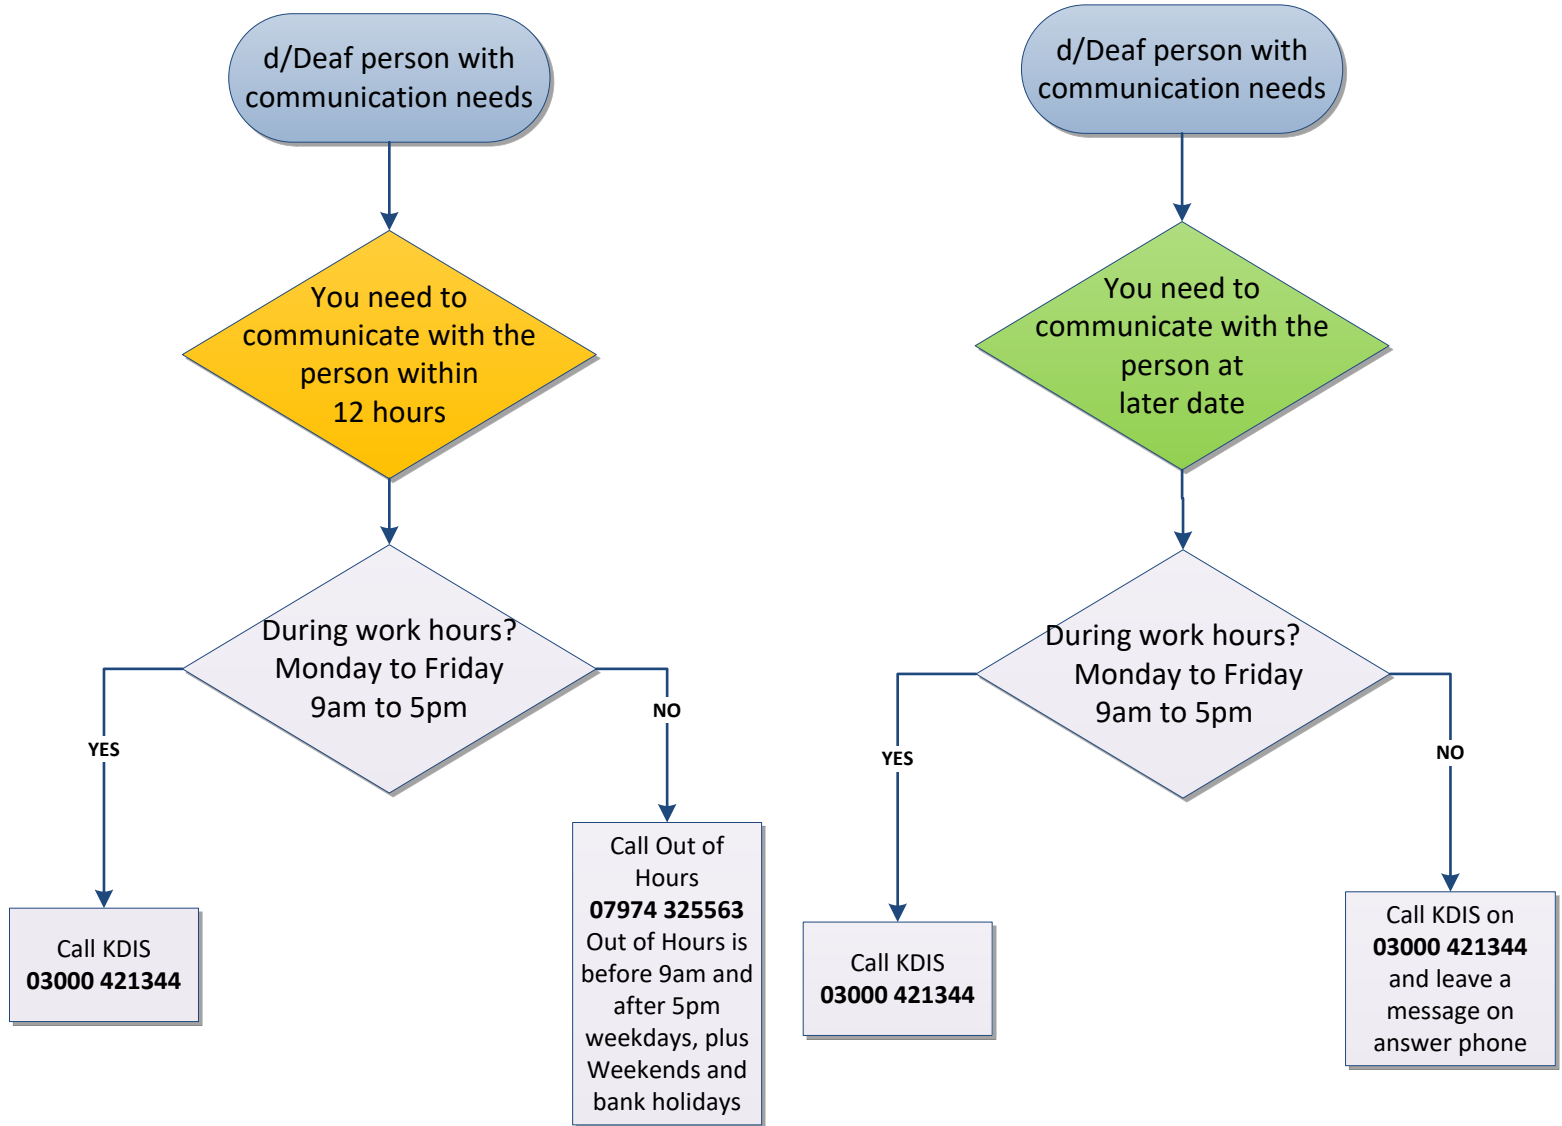 d/Deaf person with
communication needs
You need to
communicate with the
person within
12 hours
During work hours?
Monday to Friday
9am to 5pm
YES
NO
Call KDIS
03000 421344
Call Out of
Hours
07974 325563
Out of Hours is
before 9am and
after 5pm
weekdays, plus
Weekends and
bank holidays
d/Deaf person with
communication needs
You need to
communicate with the
person at
later date
During work hours?
Monday to Friday
9am to 5pm
YES
NO
Call KDIS
03000 421344
Call KDIS on
03000 421344
and leave a
message on
answer phone